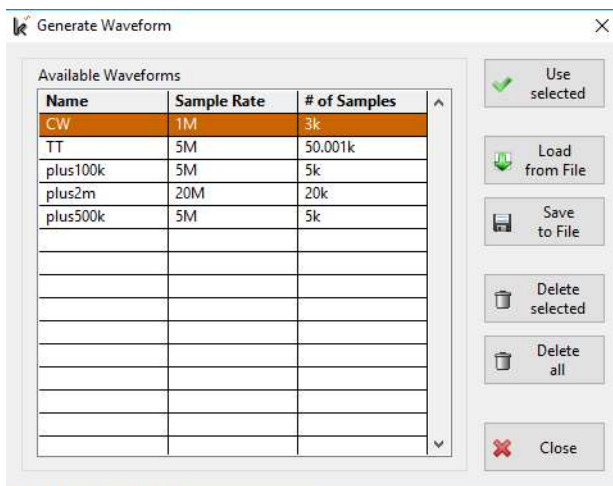 Generate Waveform
Available Waveforms
Name Sample Rate # of Samples
CW 1M 3k
TT 5M 50.001k
plus100k 5M 5k
plus2m 20M 20k
plus500k 5M 5k
Use
selected
Load
from File
Save
to File
Delete
selected
Delete
all
Close